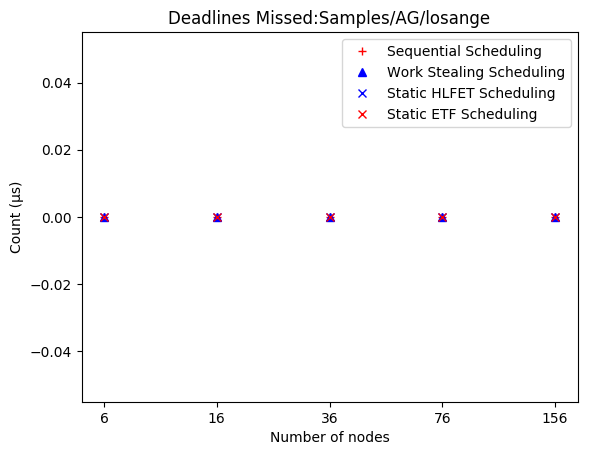 Deadlines Missed:Samples/AG/losange
Sequential Scheduling
Work Stealing Scheduling
Static HLFET Scheduling
Static ETF Scheduling
0.04
0.02
0.00
−0.02
−0.04
Count (µs)
6 16 36 76 156
Number of nodes